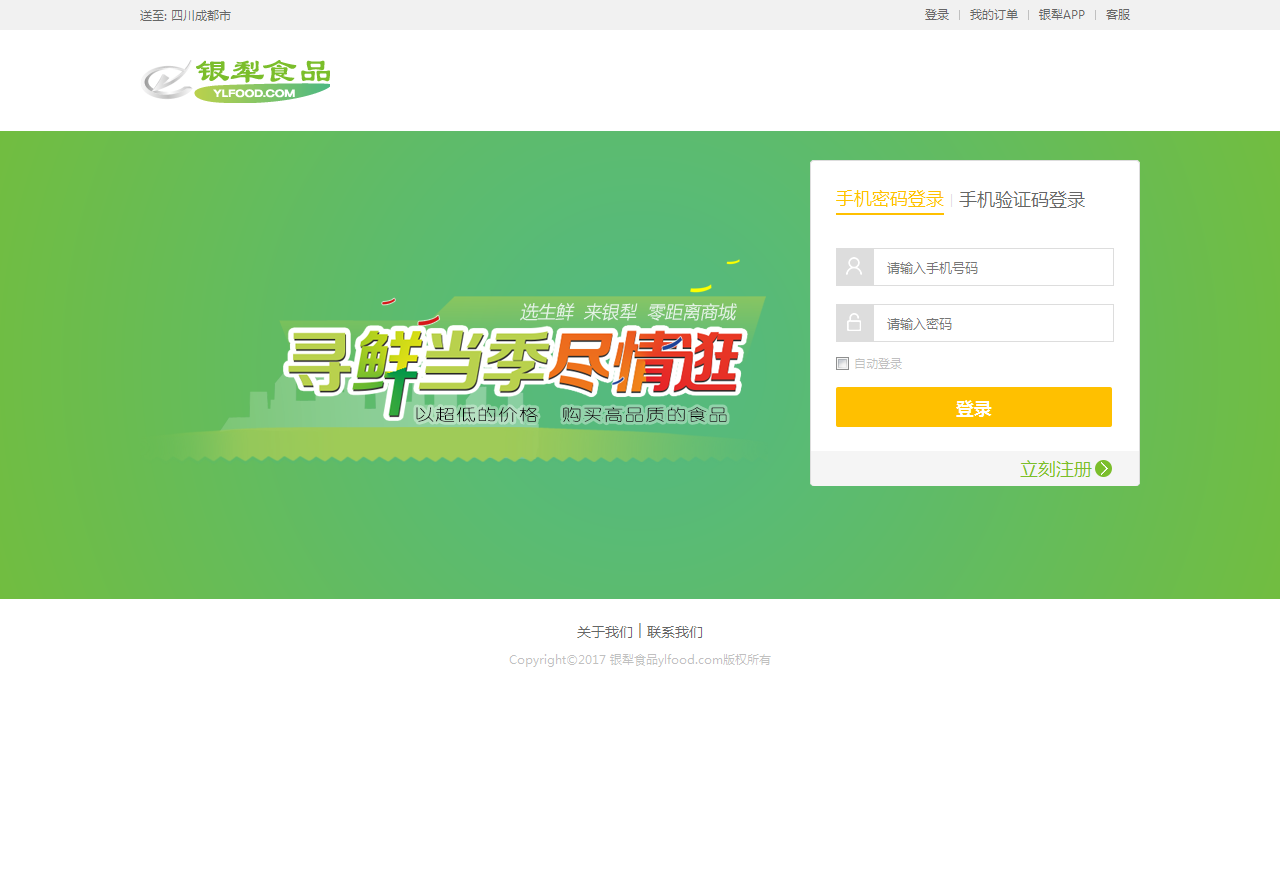 送至: 四川成都市
登录 | 我的订单 | 银犁APP | 客服
银犁食品
YLFOOD.COM
手机密码登录 | 手机验证码登录
请输入手机号码
请输入密码
自动登录
登录
立刻注册
选生鲜 来银犁 零距离商城
寻鲜当季尽情逛
以超低的价格 购买高品质的食品
关于我们 | 联系我们
Copyright©2017 银犁食品ylfood.com版权所有